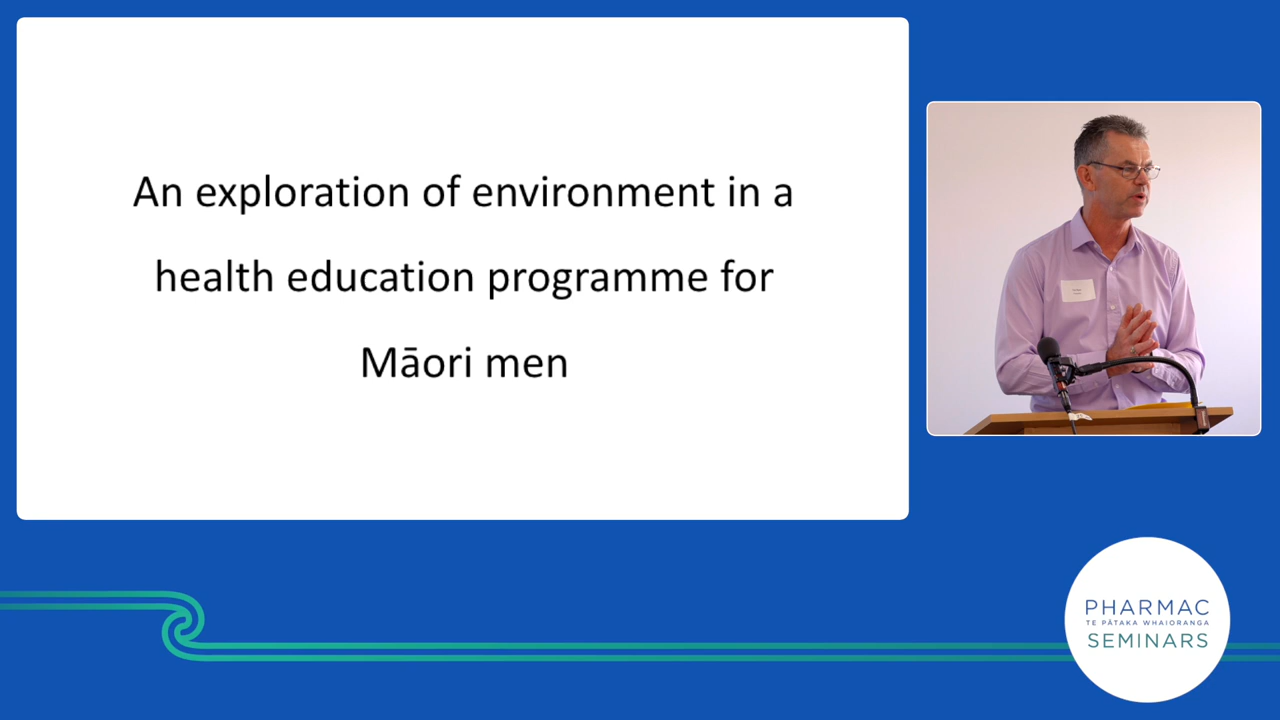 An exploration of environment in a
health education programme for
Māori men
PHARMAC
TE PĀTAKA WHAIORANGA
SEMINARS